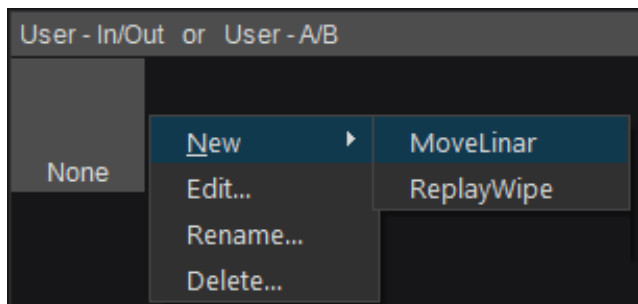 User - In/Out or User - A/B
New MoveLinar
None
Edit... ReplayWipe
Rename...
Delete...